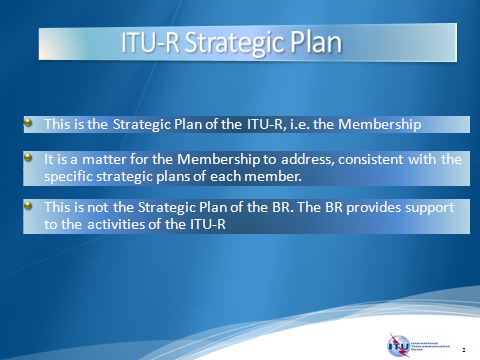 ITU-R Strategic Plan
This is the Strategic Plan of the ITU-R, i.e. the Membership
It is a matter for the Membership to address, consistent with the
specific strategic plans of each member.
This is not the Strategic Plan of the BR. The BR provides support
to the activities of the ITU-R
ITU
International
Telecommunication
Union
2